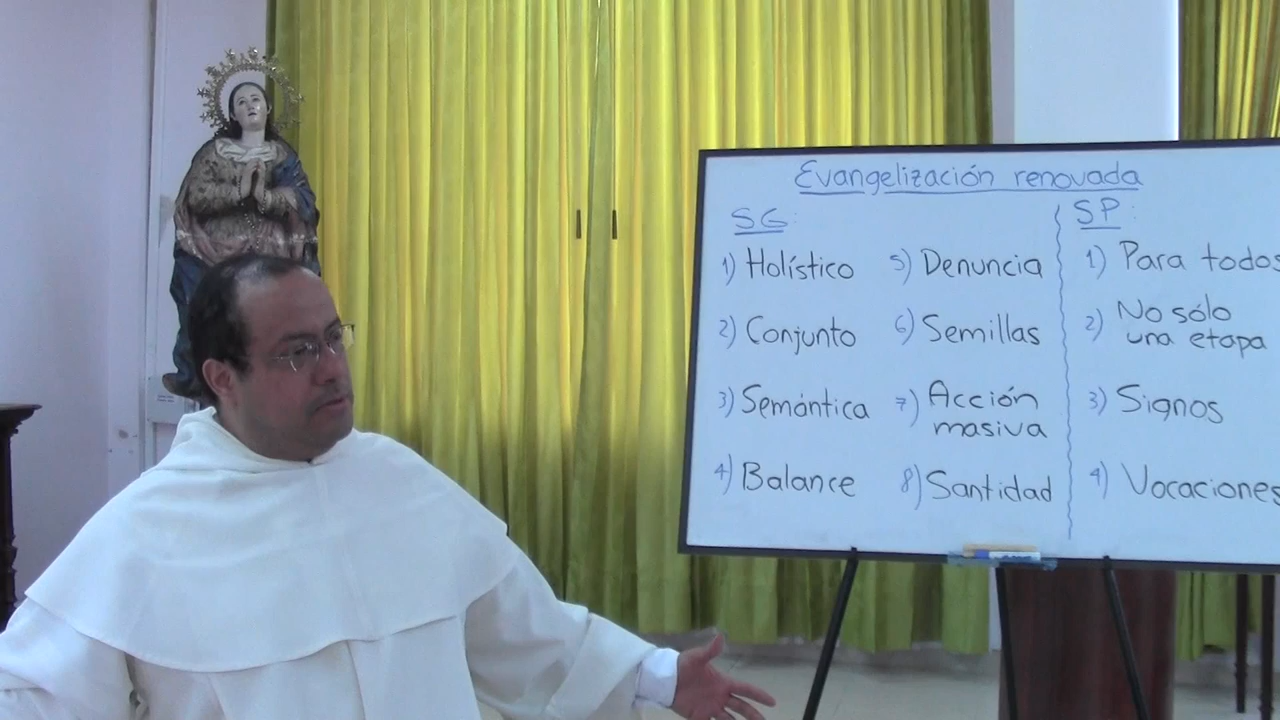 Evangelización renovada
SG:
1) Holístico
2) Conjunto
3) Semántica
4) Balance
5) Denuncia
6) Semillas
7) Acción
masiva
8) Santidad
SP:
1) Para todos
2) No sólo
una etapa
3) Signos
4) Vocaciones